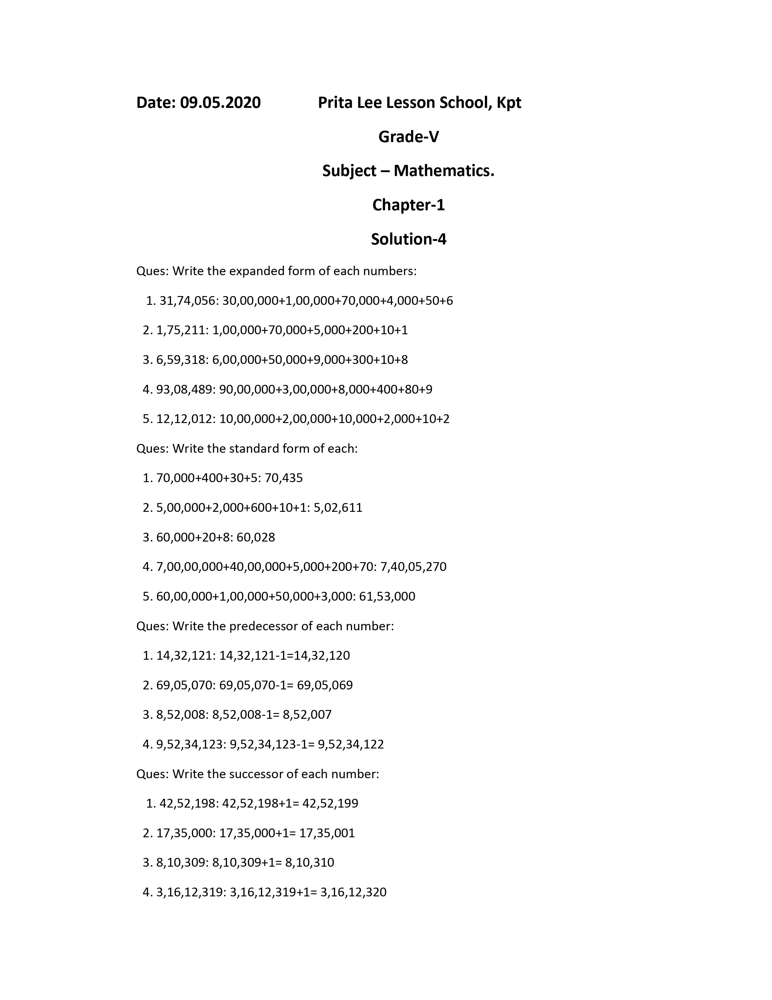 Date: 09.05.2020 Prita Lee Lesson School, Kpt
Grade-V
Subject – Mathematics.
Chapter-1
Solution-4
Ques: Write the expanded form of each numbers:
1. 31,74,056: 30,00,000+1,00,000+70,000+4,000+50+6
2. 1,75,211: 1,00,000+70,000+5,000+200+10+1
3. 6,59,318: 6,00,000+50,000+9,000+300+10+8
4. 93,08,489: 90,00,000+3,00,000+8,000+400+80+9
5. 12,12,012: 10,00,000+2,00,000+10,000+2,000+10+2
Ques: Write the standard form of each:
1. 70,000+400+30+5: 70,435
2. 5,00,000+2,000+600+10+1: 5,02,611
3. 60,000+20+8: 60,028
4. 7,00,00,000+40,00,000+5,000+200+70: 7,40,05,270
5. 60,00,000+1,00,000+50,000+3,000: 61,53,000
Ques: Write the predecessor of each number:
1. 14,32,121: 14,32,121-1=14,32,120
2. 69,05,070: 69,05,070-1= 69,05,069
3. 8,52,008: 8,52,008-1= 8,52,007
4. 9,52,34,123: 9,52,34,123-1= 9,52,34,122
Ques: Write the successor of each number:
1. 42,52,198: 42,52,198+1= 42,52,199
2. 17,35,000: 17,35,000+1= 17,35,001
3. 8,10,309: 8,10,309+1= 8,10,310
4. 3,16,12,319: 3,16,12,319+1= 3,16,12,320